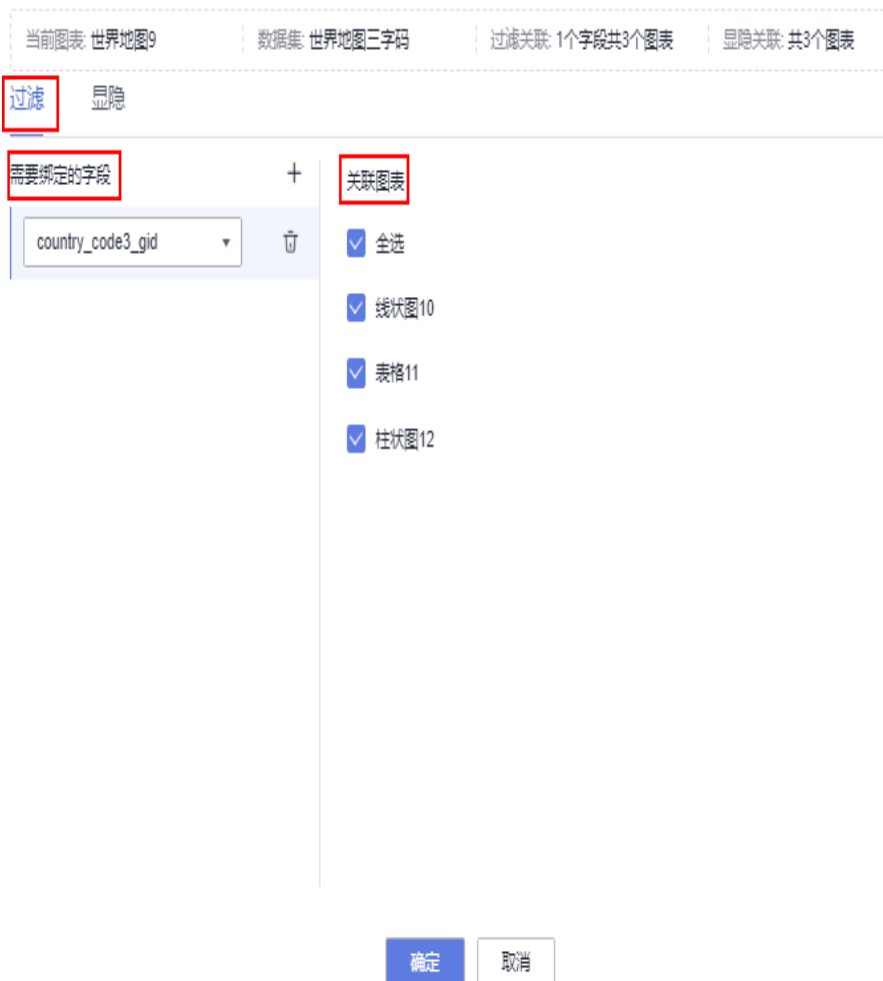 当前图表: 世界地图9 数据集: 世界地图三字码 过滤关联: 1个字段共3个图表 显隐关联: 共3个图表
过滤 显隐
需要绑定的字段 +
关联图表
country_code3_gid
全选
线状图10
表格11
柱状图12
确定 取消